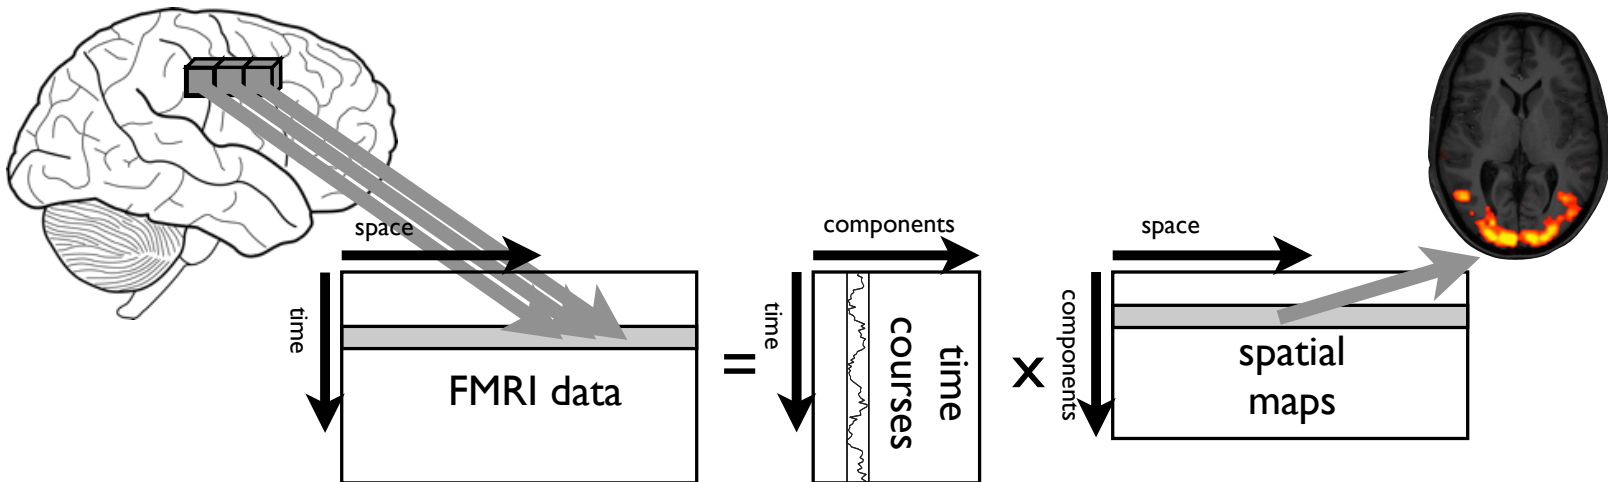 space
time
FMRI data
=
components
time
time
courses
x
space
components
spatial
maps